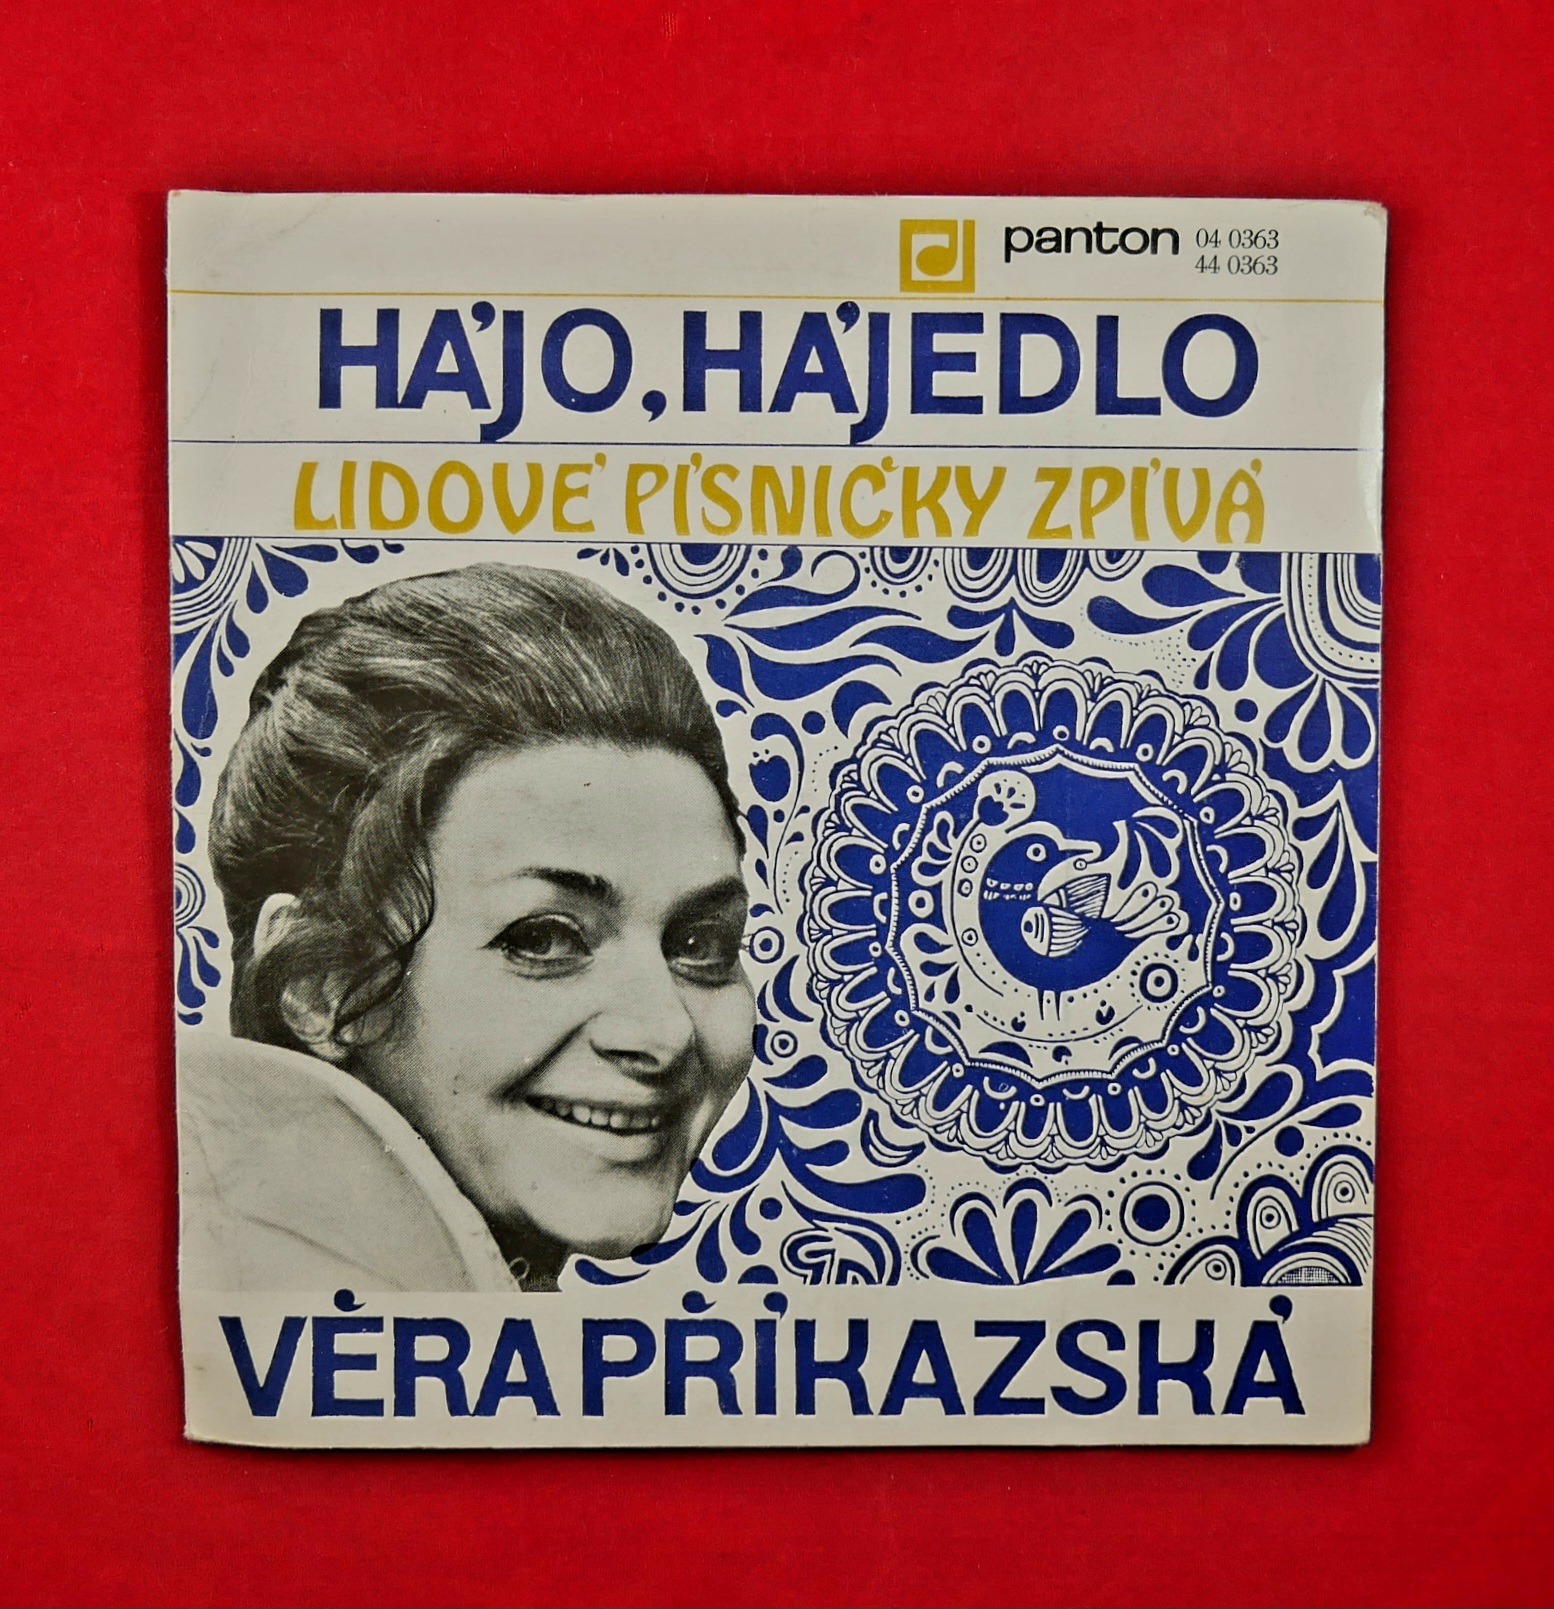 panton 04 0363
44 0363
HÁJO, HÁJEDLO
LIDOVÉ PÍSNIČKY ZPÍVÁ
VĚRA PŘÍKAZSKÁ